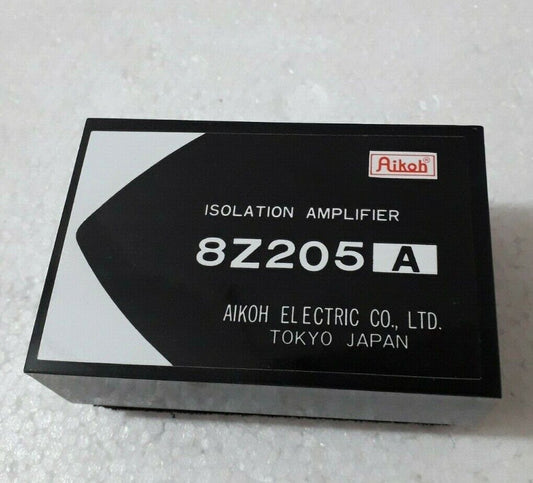 Aikoh®
ISOLATION AMPLIFIER
8Z205 A
AIKOH ELECTRIC CO., LTD.
TOKYO JAPAN